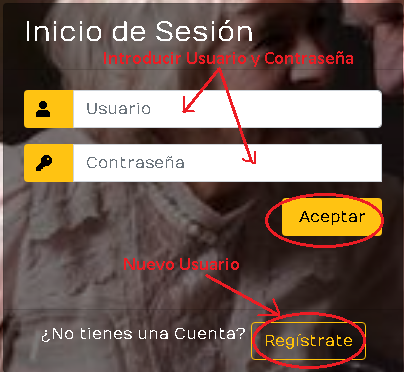 Inicio de Sesión
Introducir Usuario y Contraseña
Usuario
Contraseña
Aceptar
Nuevo Usuario
¿No tienes una Cuenta? Regístrate